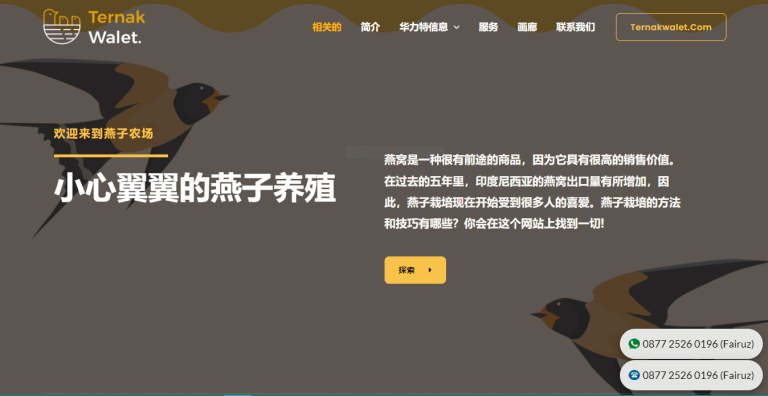 Ternak
Walet.
相关的 简介 华力特信息 服务 画廊 联系我们 Ternakwalet.Com
欢迎来到燕子农场
小心翼翼的燕子养殖
燕窝是一种很有前途的商品，因为它具有很高的销售价值。
在过去的五年里，印度尼西亚的燕窝出口量有所增加，因
此，燕子栽培现在开始受到很多人的喜爱。燕子栽培的方法
和技巧有哪些？你会在这个网站上找到一切!
探索
0877 2526 0196 (Fairuz)
0877 2526 0196 (Fairuz)